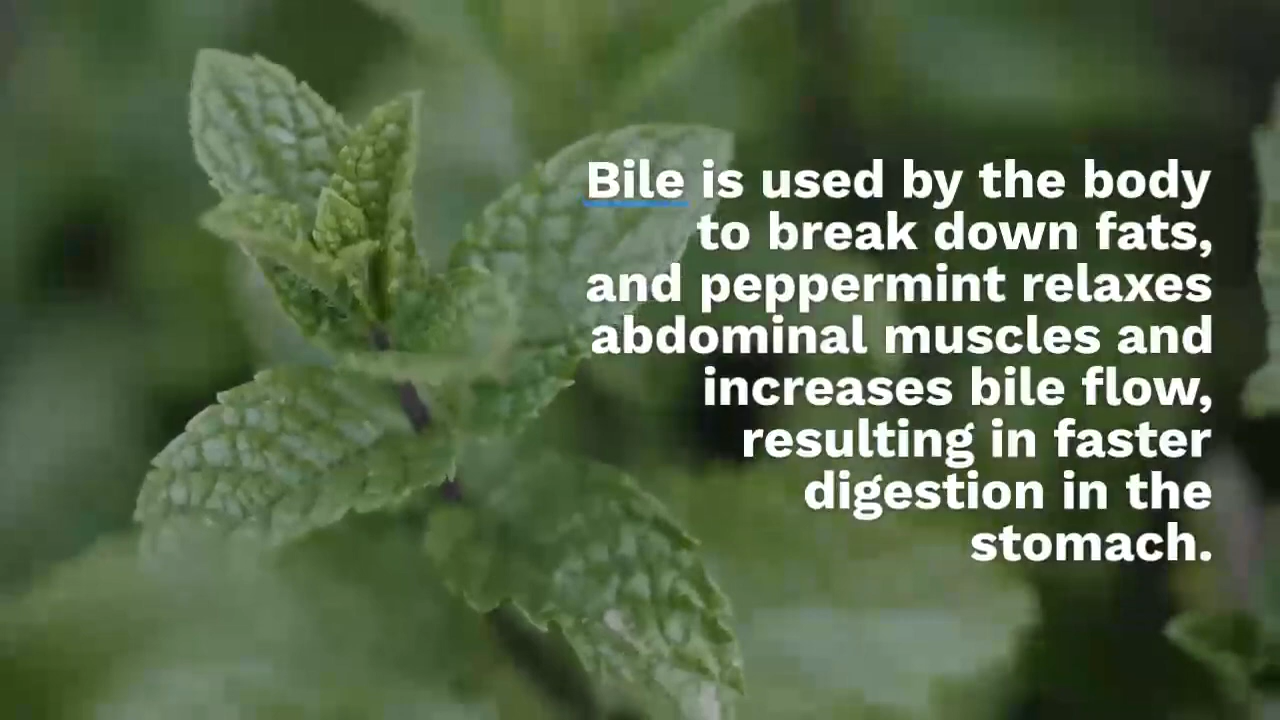 Bile is used by the body
to break down fats,
and peppermint relaxes
abdominal muscles and
increases bile flow,
resulting in faster
digestion in the
stomach.